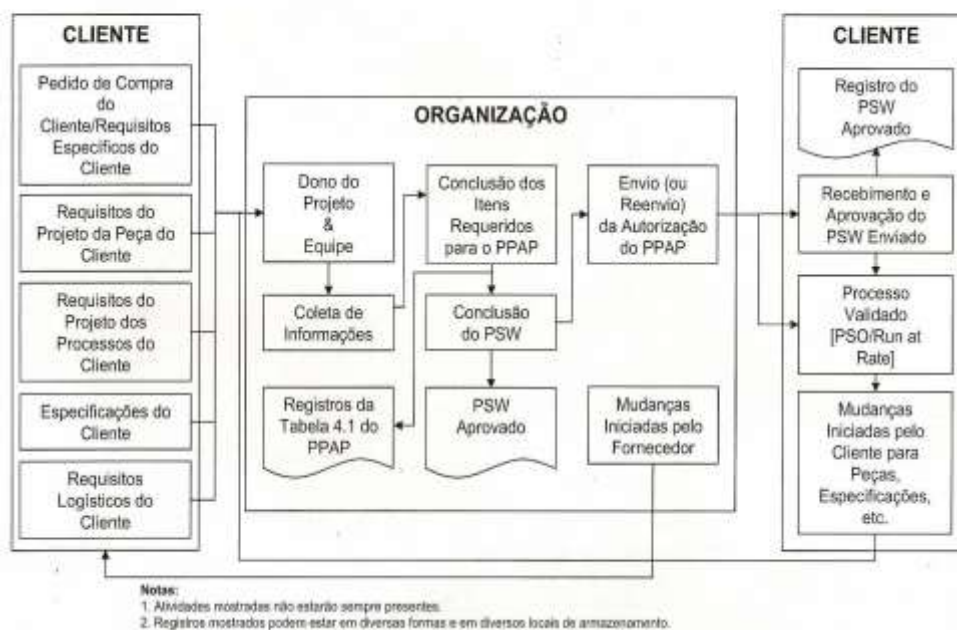 CLIENTE
Pedido de Compra
do
Cliente/Requisitos
Específicos do
Cliente
Requisitos do
Projeto da Peça do
Cliente
Requisitos do
Projeto dos
Processos do
Cliente
Especificações do
Cliente
Requisitos
Logísticos do
Cliente
ORGANIZAÇÃO
Dono do
Projeto
&
Equipe
Conclusão dos
Itens
Requeridos
para o PPAP
Envio (ou
Reenvio)
da Autorização
do PPAP
Coleta de
Informações
Conclusão
do PSW
Registros da
Tabela 4.1 do
PPAP
PSW
Aprovado
Mudanças
Iniciadas pelo
Fornecedor
CLIENTE
Registro do
PSW
Aprovado
Recebimento e
Aprovação do
PSW Enviado
Processo
Validado
[PSO/Run at
Rate]
Mudanças
Iniciadas pelo
Cliente para
Peças,
Especificações,
etc.
Notas:
1. Atividades mostradas não estarão sempre presentes.
2. Registros mostrados podem estar em diversas formas e em diversos locais de armazenamento.